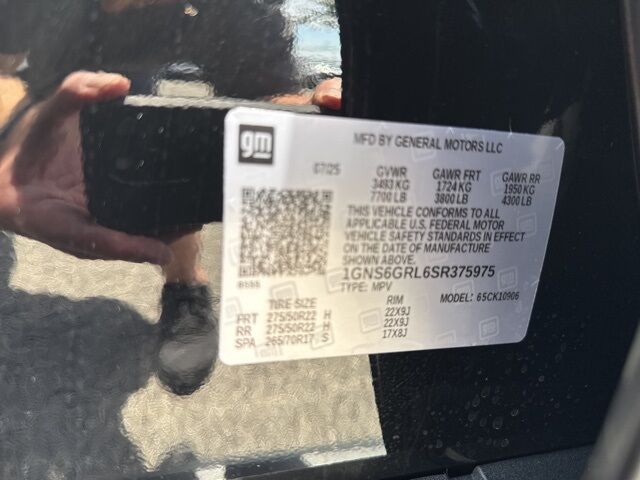 gm
MFD BY GENERAL MOTORS LLC
07/25 GVWR GAWR FRT GAWR RR
3493 KG 1724 KG 1950 KG
7700 LB 3800 LB 4300 LB
THIS VEHICLE CONFORMS TO ALL
APPLICABLE U.S. FEDERAL MOTOR
VEHICLE SAFETY STANDARDS IN EFFECT
ON THE DATE OF MANUFACTURE
SHOWN ABOVE.
1GNS6GRL6SR375975
TYPE: MPV MODEL: 65CK10906
TIRE SIZE RIM
FRT 275/50R22 H 22X9J
RR 275/50R22 H 22X9J
SPA 265/70R17 S 17X8J